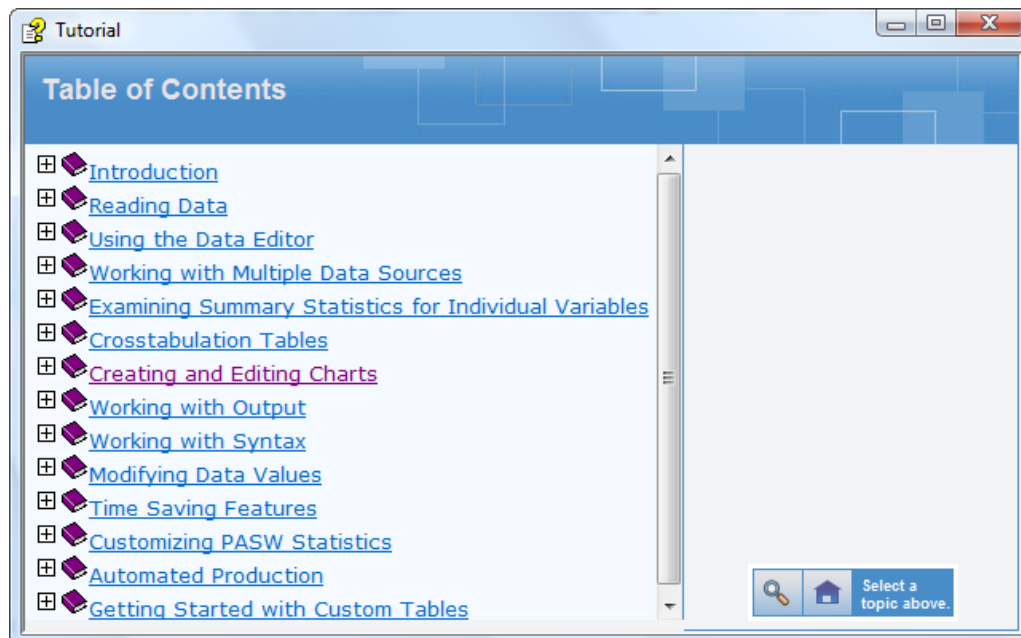 Tutorial
Table of Contents
Introduction
Reading Data
Using the Data Editor
Working with Multiple Data Sources
Examining Summary Statistics for Individual Variables
Crosstabulation Tables
Creating and Editing Charts
Working with Output
Working with Syntax
Modifying Data Values
Time Saving Features
Customizing PASW Statistics
Automated Production
Getting Started with Custom Tables
Select a
topic above.